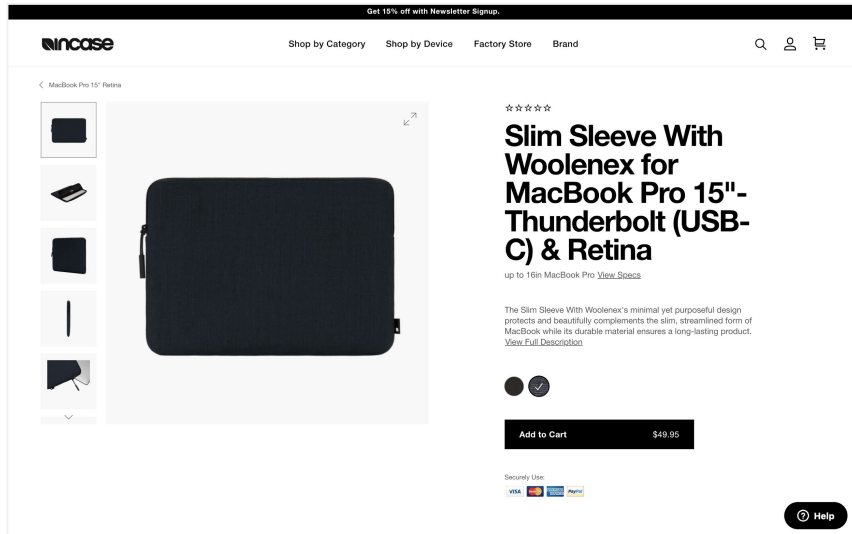 Get 15% off with Newsletter Signup.
incase
Shop by Category Shop by Device Factory Store Brand
MacBook Pro 15" Retina
Slim Sleeve With
Woolenex for
MacBook Pro 15"-
Thunderbolt (USB-
C) & Retina
up to 16in MacBook Pro View Specs
The Slim Sleeve With Woolenex's minimal yet purposeful design
protects and beautifully complements the slim, streamlined form of
MacBook while its durable material ensures a long-lasting product.
View Full Description
Add to Cart $49.95
Securely Use:
VISA PayPal
Help